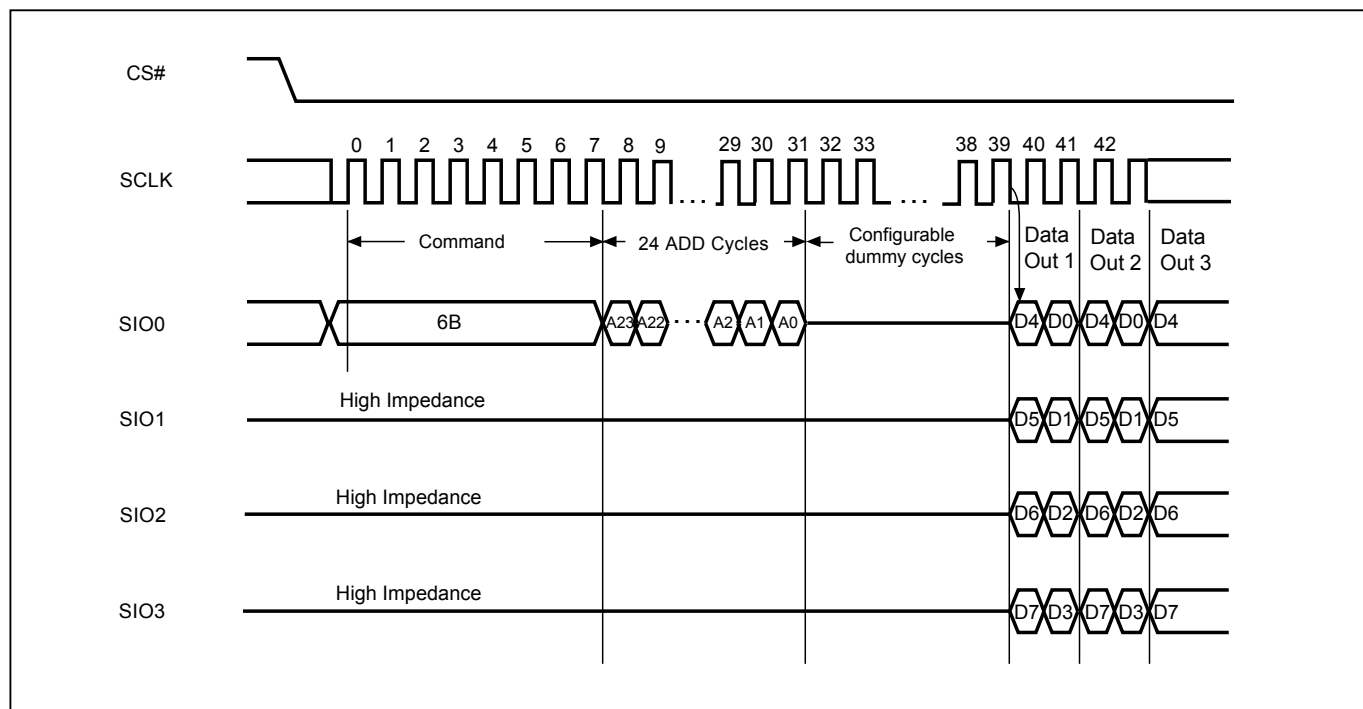 CS#
0 1 2 3 4 5 6 7 8 9 29 30 31 32 33 38 39 40 41 42
SCLK
. . . . . .
Command
24 ADD Cycles
Configurable
dummy cycles
Data
Out 1
Data
Out 2
Data
Out 3
SIO0
6B
A23 A22 . . . . A2 A1 A0
D4 D0 D4 D0 D4
High Impedance
SIO1
D5 D1 D5 D1 D5
High Impedance
SIO2
D6 D2 D6 D2 D6
High Impedance
SIO3
D7 D3 D7 D3 D7